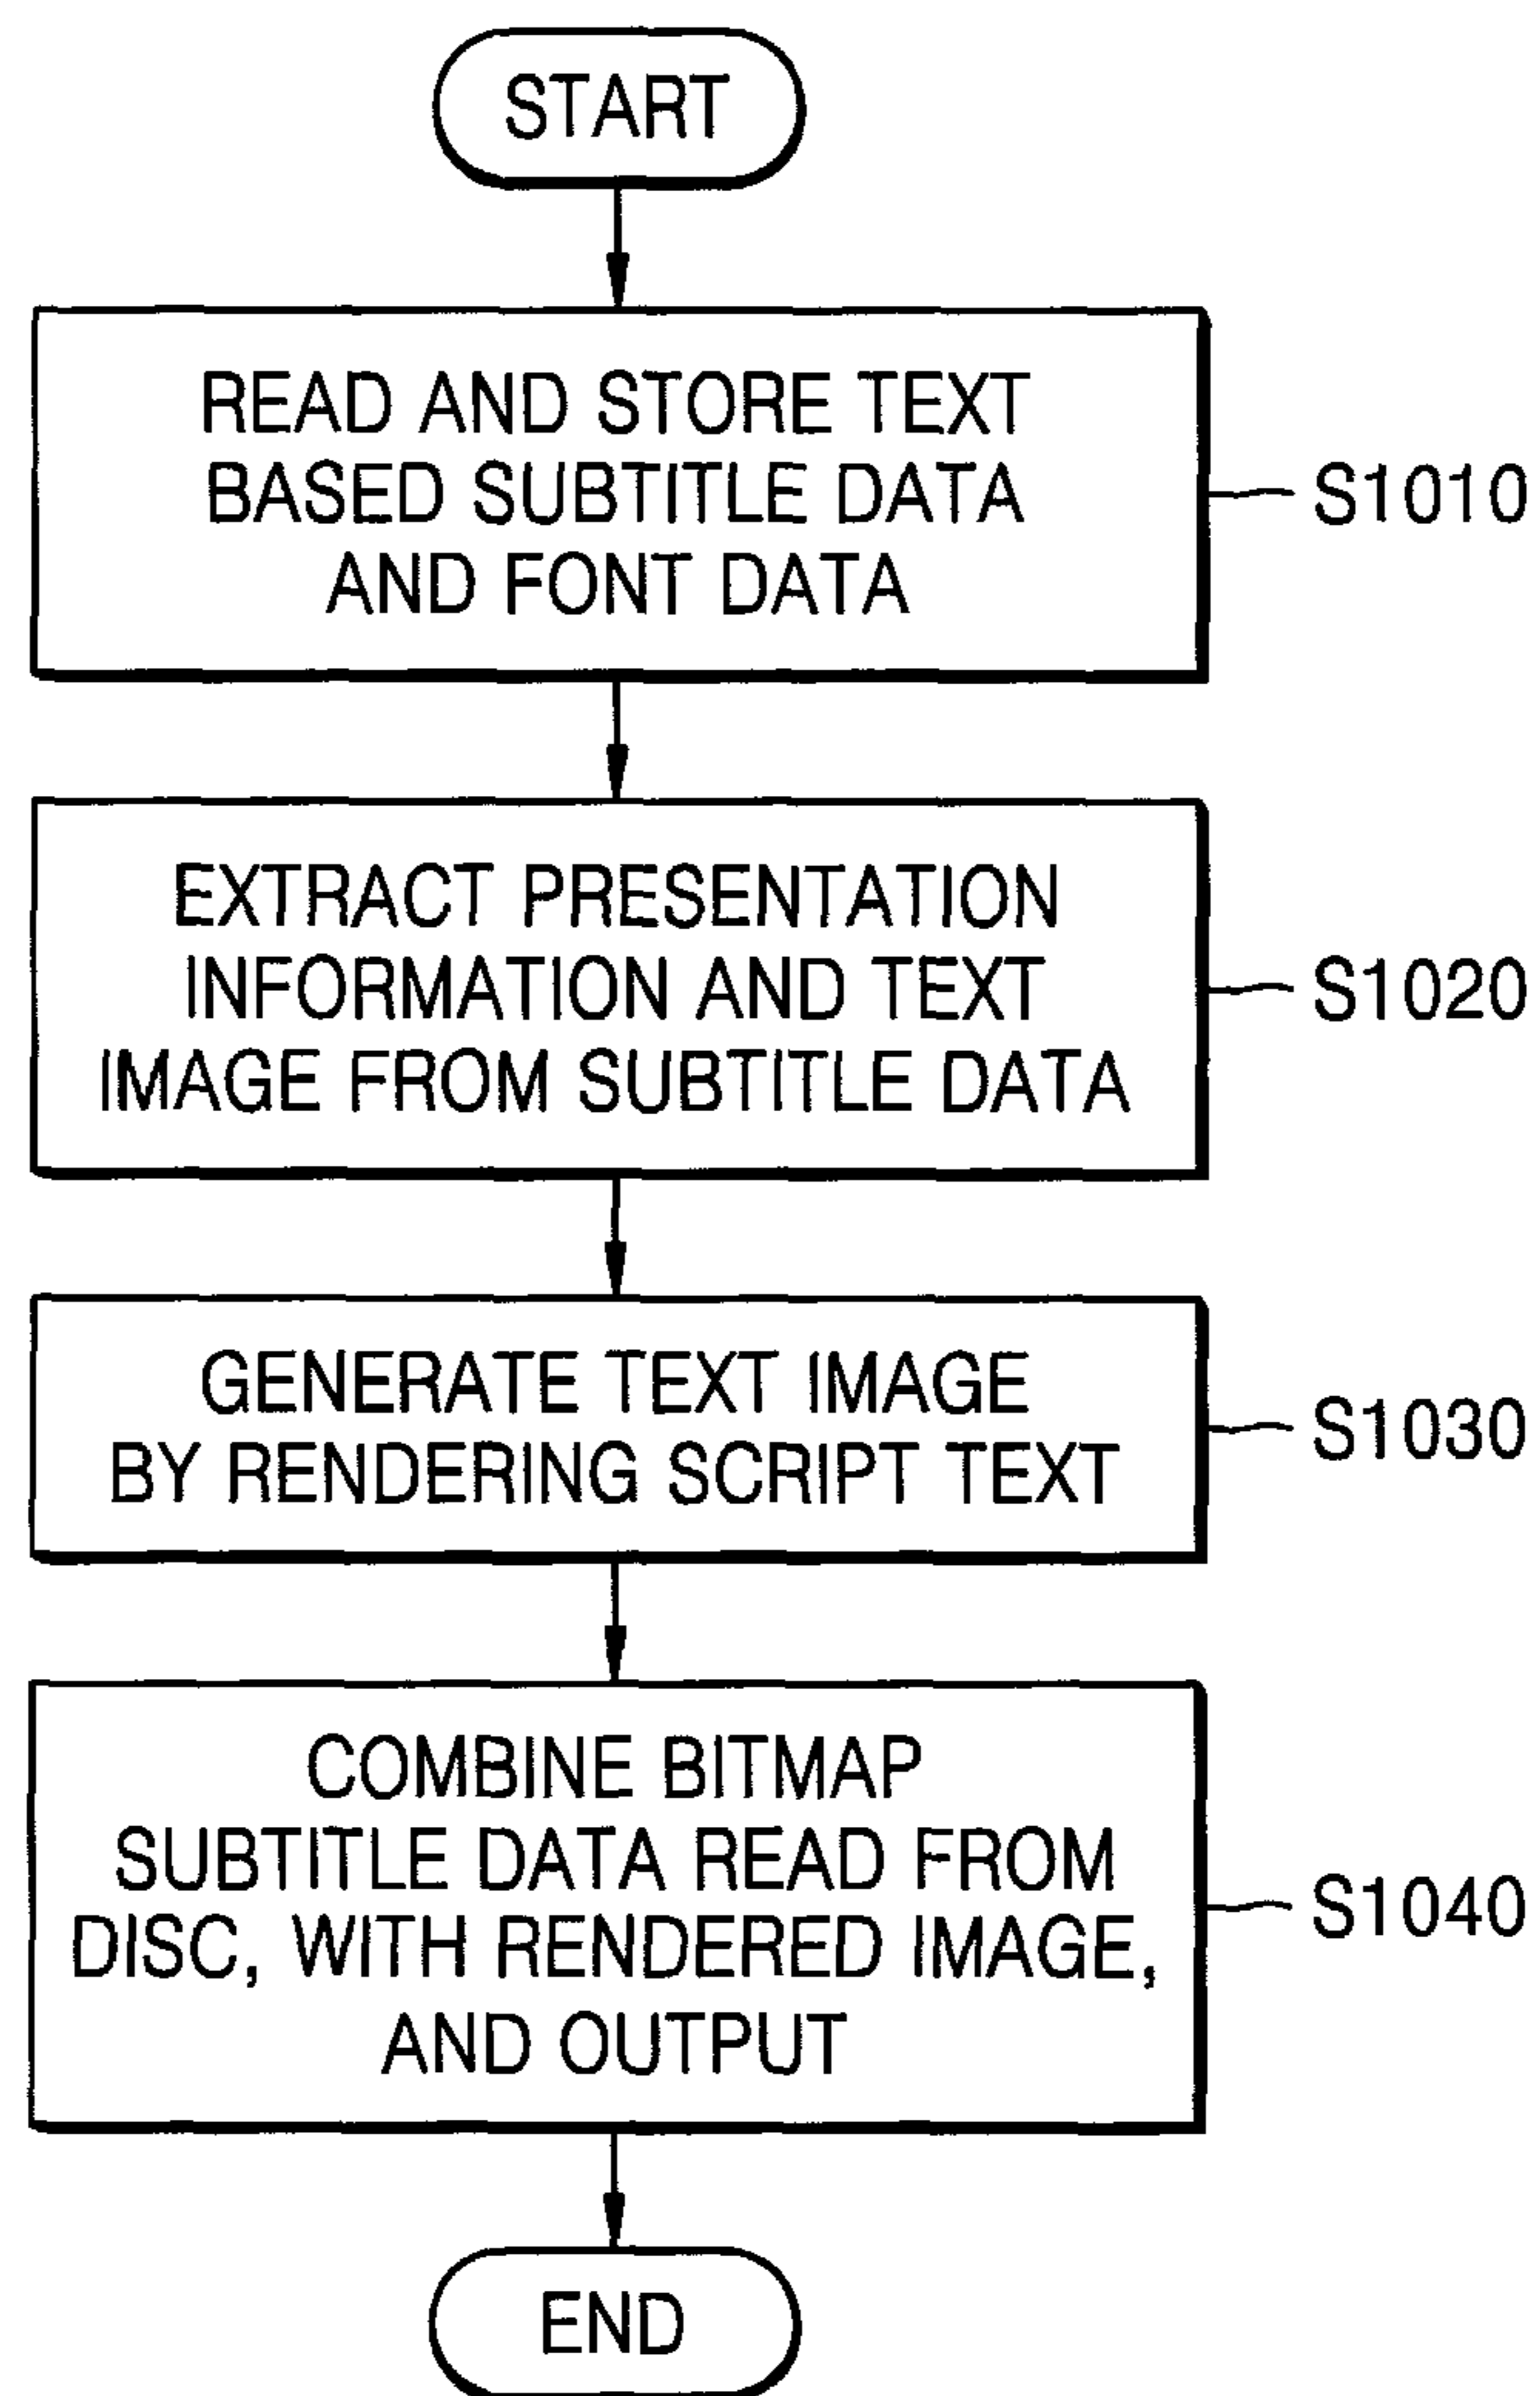 START
READ AND STORE TEXT
BASED SUBTITLE DATA
AND FONT DATA
S1010
EXTRACT PRESENTATION
INFORMATION AND TEXT
IMAGE FROM SUBTITLE DATA
S1020
GENERATE TEXT IMAGE
BY RENDERING SCRIPT TEXT
S1030
COMBINE BITMAP
SUBTITLE DATA READ FROM
DISC, WITH RENDERED IMAGE,
AND OUTPUT
S1040
END